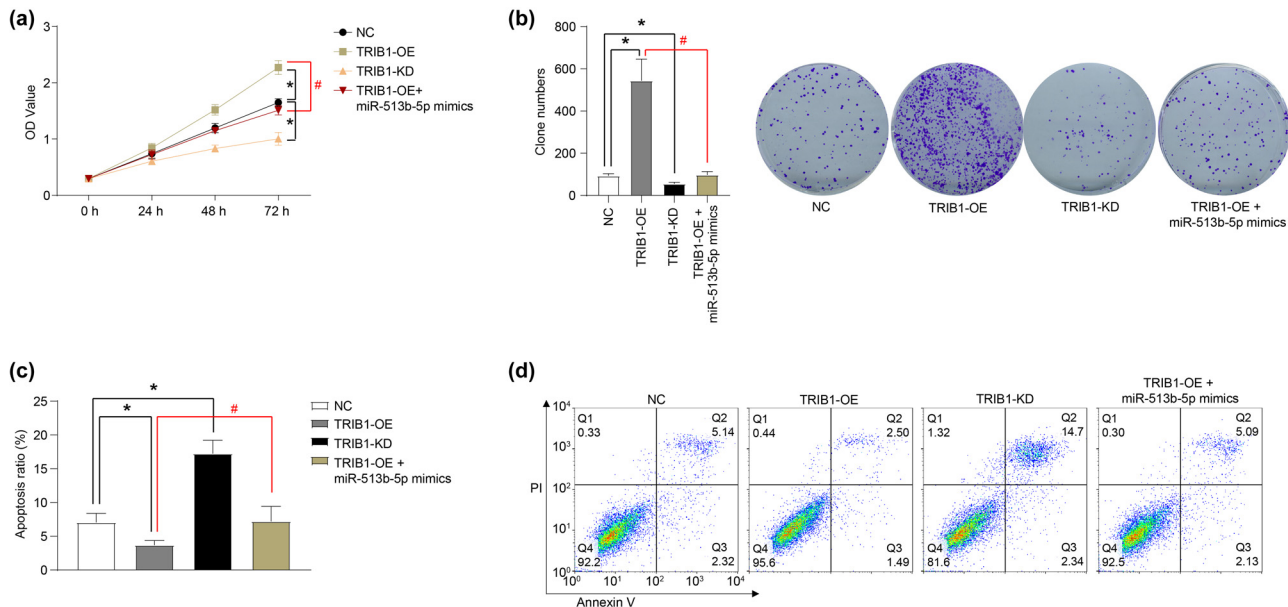 (a)
3
2
1
0
OD Value
0 h
24 h
48 h
72 h
*
*
#
NC
TRIB1-OE
TRIB1-KD
TRIB1-OE+
miR-513b-5p mimics
(b)
800
600
400
200
0
Clone numbers
*
*
#
NC
TRIB1-OE
TRIB1-KD
TRIB1-OE +
miR-513b-5p mimics
NC
TRIB1-OE
TRIB1-KD
TRIB1-OE +
miR-513b-5p mimics
(c)
25
20
15
10
5
0
Apoptosis ratio (%)
*
*
#
NC
TRIB1-OE
TRIB1-KD
TRIB1-OE +
miR-513b-5p mimics
(d)
NC
TRIB1-OE
TRIB1-KD
TRIB1-OE +
miR-513b-5p mimics
10⁴
10³
10²
10¹
10⁰
PI
Q1
0.33
Q2
5.14
Q4
92.2
Q3
2.32
Q1
0.44
Q2
2.50
Q4
95.6
Q3
1.49
Q1
1.32
Q2
14.7
Q4
81.6
Q3
2.34
Q1
0.30
Q2
5.09
Q4
92.5
Q3
2.13
10⁰
10¹
10²
10³
10⁴
Annexin V